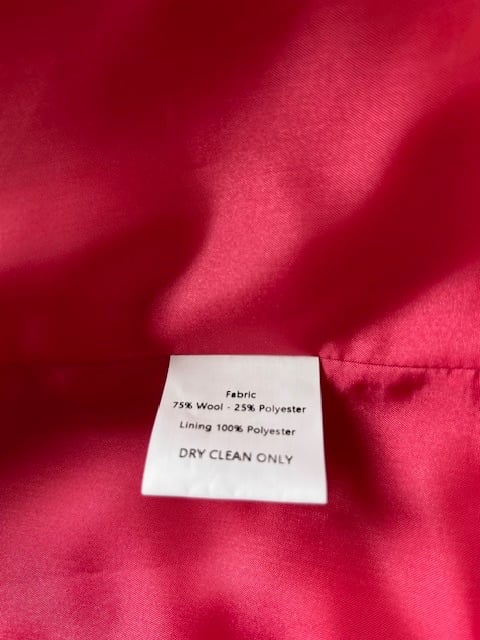 Fabric
75% Wool - 25% Polyester
Lining 100% Polyester
DRY CLEAN ONLY